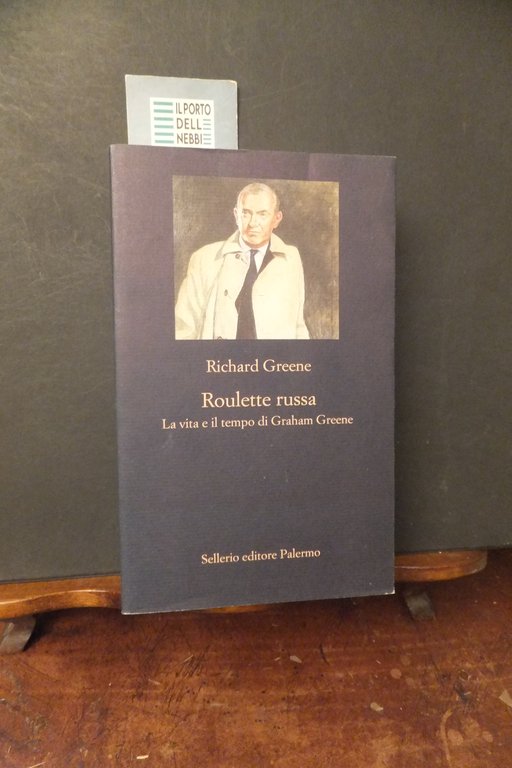 IL PORTO
DELL
NEBBI
Richard Greene
Roulette russa
La vita e il tempo di Graham Greene
Sellerio editore Palermo